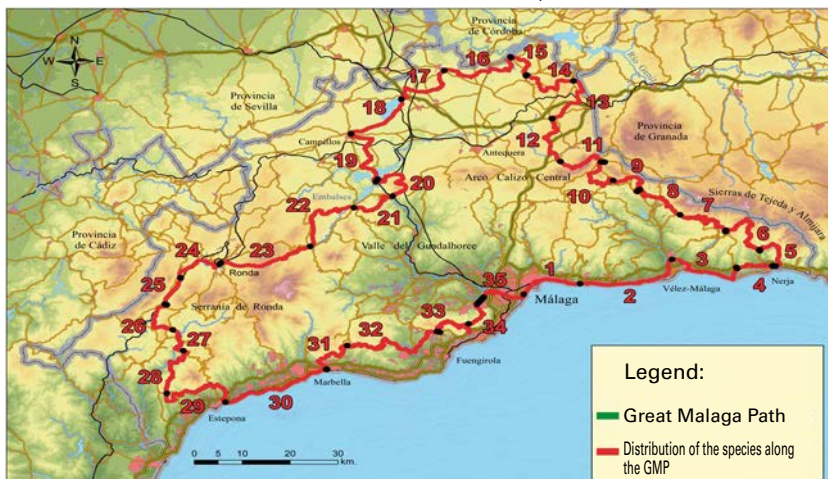 Provincia
de Córdoba
N
W E
S
Provincia
de Sevilla
Río Genil
15
16
14
17
13
18
Campillos
12
Antequera
Provincia
de Granada
11
19
Arco Calizo Central
9
10
20
Embalses
8
Sierras de Tejeda y Almijara
7
22
21
Provincia
de Cádiz
Valle del Guadalhorce
6
24
23
5
Ronda
35
1
3
25
Málaga
2
Vélez-Málaga
4
Nerja
Serranía de Ronda
26
33
34
27
31
32
Fuengirola
28
Marbella
29
30
Estepona
0 5 10 20 30
km.
Legend:
Great Malaga Path
Distribution of the species along
the GMP